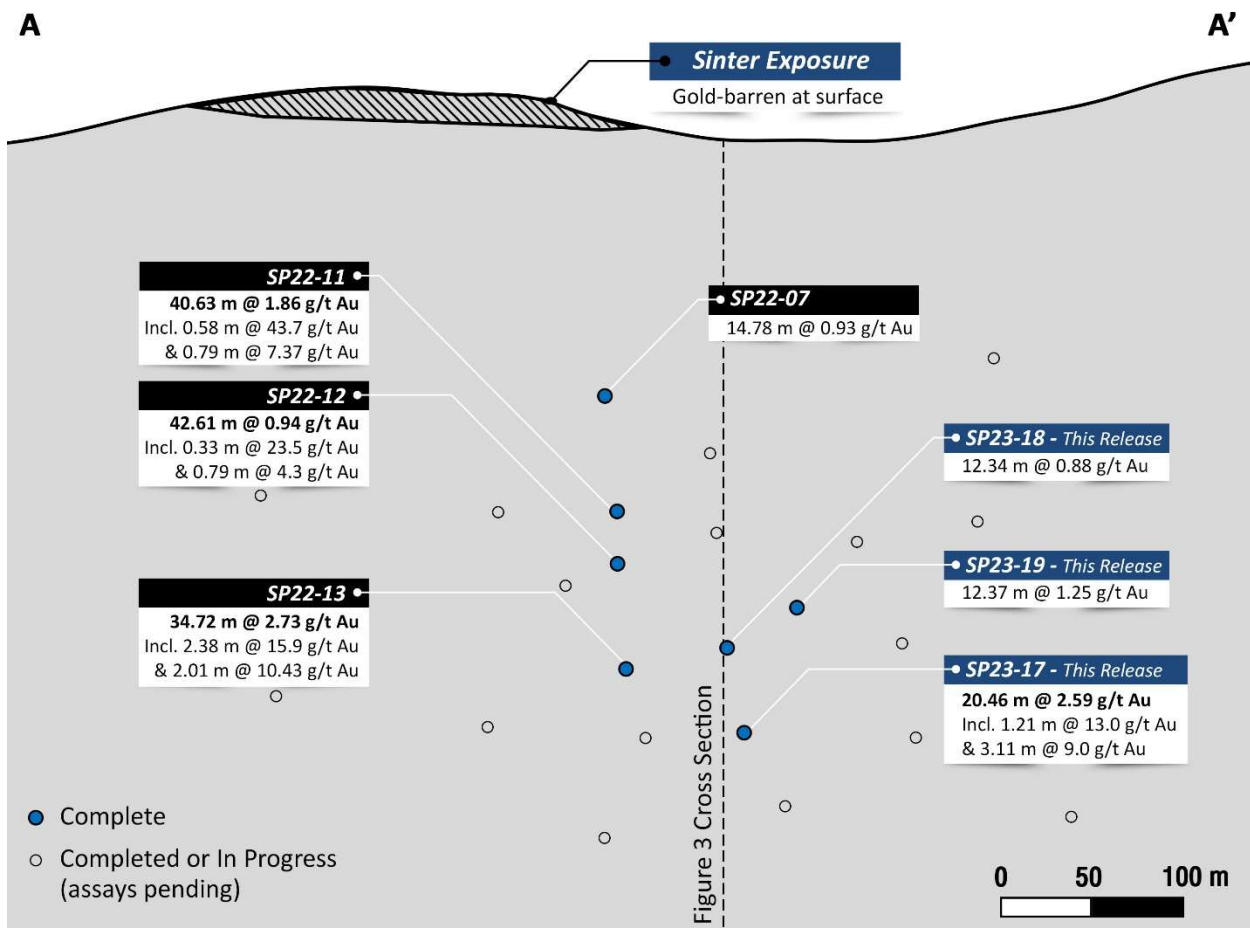 A
A'
Sinter Exposure
Gold-barren at surface
SP22-11
40.63 m @ 1.86 g/t Au
Incl. 0.58 m @ 43.7 g/t Au
& 0.79 m @ 7.37 g/t Au
SP22-07
14.78 m @ 0.93 g/t Au
SP22-12
42.61 m @ 0.94 g/t Au
Incl. 0.33 m @ 23.5 g/t Au
& 0.79 m @ 4.3 g/t Au
SP23-18 - This Release
12.34 m @ 0.88 g/t Au
SP23-19 - This Release
12.37 m @ 1.25 g/t Au
SP22-13
34.72 m @ 2.73 g/t Au
Incl. 2.38 m @ 15.9 g/t Au
& 2.01 m @ 10.43 g/t Au
SP23-17 - This Release
20.46 m @ 2.59 g/t Au
Incl. 1.21 m @ 13.0 g/t Au
& 3.11 m @ 9.0 g/t Au
Figure 3 Cross Section
Complete
Completed or In Progress
(assays pending)
0 50 100 m